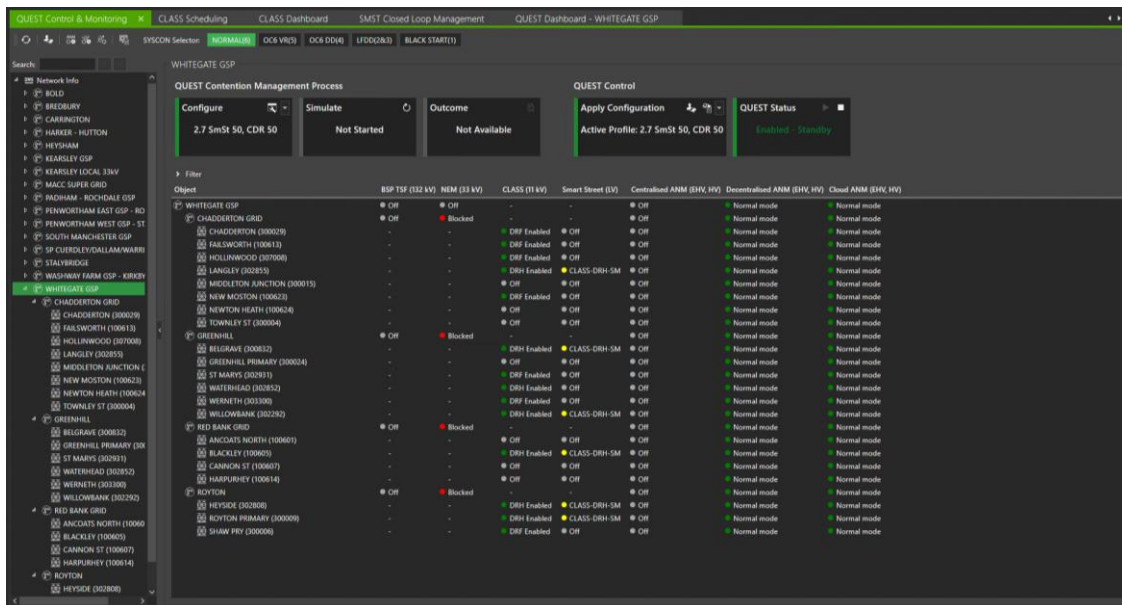 QUEST Control & Monitoring × CLASS Scheduling CLASS Dashboard SMST Closed Loop Management QUEST Dashboard - WHITEGATE GSP
SYSCON Selector: NORMAL(6) OC6 VR(5) OC6 DD(4) LFDD(2&3) BLACK START(1)
Search:
Network Info
BOLD
BREDBURY
CARRINGTON
HARKER - HUTTON
HEYSHAM
KEARSLEY GSP
KEARSLEY LOCAL 33kV
MACC SUPER GRID
PADIHAM - ROCHDALE GSP
PENWORTHAM EAST GSP - RO
PENWORTHAM WEST GSP - ST.
SOUTH MANCHESTER GSP
SP CUERDLEY/DALLAM/WARRI
STALYBRIDGE
WASHWAY FARM GSP - KIRKBY
WHITEGATE GSP
CHADDERTON GRID
CHADDERTON (300029)
FAILSWORTH (100613)
HOLLINWOOD (307008)
LANGLEY (302855)
MIDDLETON JUNCTION (
NEW MOSTON (100623)
NEWTON HEATH (100624
TOWNLEY ST (300004)
GREENHILL
BELGRAVE (300832)
GREENHILL PRIMARY (300
ST MARYS (302931)
WATERHEAD (302852)
WERNETH (303300)
WILLOWBANK (302292)
RED BANK GRID
ANCOATS NORTH (10060
BLACKLEY (100605)
CANNON ST (100607)
HARPURHEY (100614)
ROYTON
HEYSIDE (302808)
WHITEGATE GSP
QUEST Contention Management Process
Configure
2.7 SmSt 50, CDR 50
Simulate
Not Started
Outcome
Not Available
QUEST Control
Apply Configuration
Active Profile: 2.7 SmSt 50, CDR 50
QUEST Status
Enabled - Standby
Filter
Object BSP TSF (132 kV) NEM (33 kV) CLASS (11 kV) Smart Street (LV) Centralised ANM (EHV, HV) Decentralised ANM (EHV, HV) Cloud ANM (EHV, HV)
WHITEGATE GSP Off Off - - Off Normal mode Normal mode
CHADDERTON GRID Off Blocked - - Off Normal mode Normal mode
CHADDERTON (300029) - - DRF Enabled Off Off Normal mode Normal mode
FAILSWORTH (100613) - - DRF Enabled Off Off Normal mode Normal mode
HOLLINWOOD (307008) - - DRF Enabled Off Off Normal mode Normal mode
LANGLEY (302855) - - DRH Enabled CLASS-DRH-SM Off Normal mode Normal mode
MIDDLETON JUNCTION (300015) - - Off Off Off Normal mode Normal mode
NEW MOSTON (100623) - - DRF Enabled Off Off Normal mode Normal mode
NEWTON HEATH (100624) - - Off Off Off Normal mode Normal mode
TOWNLEY ST (300004) - - Off Off Off Normal mode Normal mode
GREENHILL Off Blocked - - Off Normal mode Normal mode
BELGRAVE (300832) - - DRH Enabled CLASS-DRH-SM Off Normal mode Normal mode
GREENHILL PRIMARY (300024) - - Off Off Off Normal mode Normal mode
ST MARYS (302931) - - DRF Enabled Off Off Normal mode Normal mode
WATERHEAD (302852) - - DRH Enabled Off Off Normal mode Normal mode
WERNETH (303300) - - DRF Enabled Off Off Normal mode Normal mode
WILLOWBANK (302292) - - DRH Enabled CLASS-DRH-SM Off Normal mode Normal mode
RED BANK GRID Off Blocked - - Off Normal mode Normal mode
ANCOATS NORTH (100601) - - Off Off Off Normal mode Normal mode
BLACKLEY (100605) - - DRH Enabled CLASS-DRH-SM Off Normal mode Normal mode
CANNON ST (100607) - - Off Off Off Normal mode Normal mode
HARPURHEY (100614) - - Off Off Off Normal mode Normal mode
ROYTON Off Blocked - - Off Normal mode Normal mode
HEYSIDE (302808) - - DRH Enabled CLASS-DRH-SM Off Normal mode Normal mode
ROYTON PRIMARY (300009) - - DRH Enabled CLASS-DRH-SM Off Normal mode Normal mode
SHAW PRY (300006) - - DRF Enabled Off Off Normal mode Normal mode